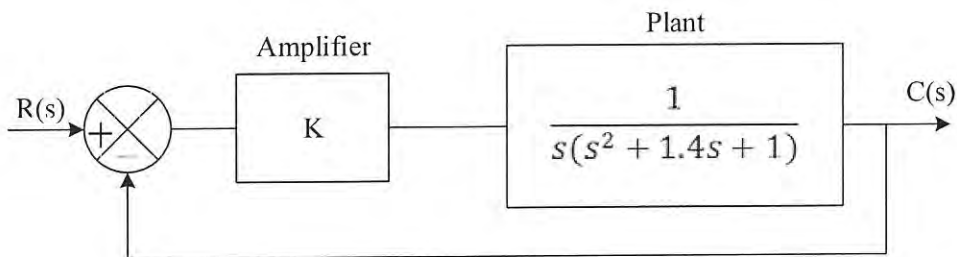 Amplifier
Plant
R(s)
+
−
K
1
s(s² + 1.4s + 1)
C(s)